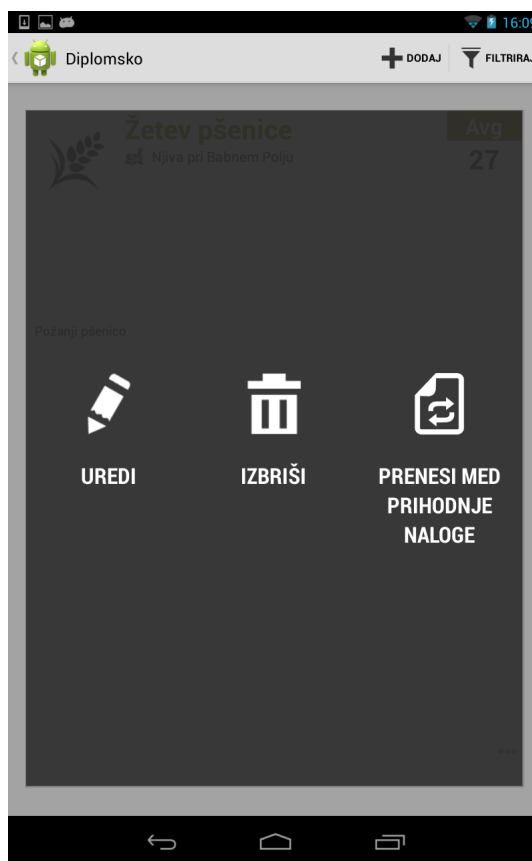 16:09
Diplomsko
DODAJ
FILTRIRAJ
Žetev pšenice
Avg
Njiva pri Babnem Polju
27
Požanji pšenico
UREDI
IZBRIŠI
PRENESI MED
PRIHODNJE
NALOGE